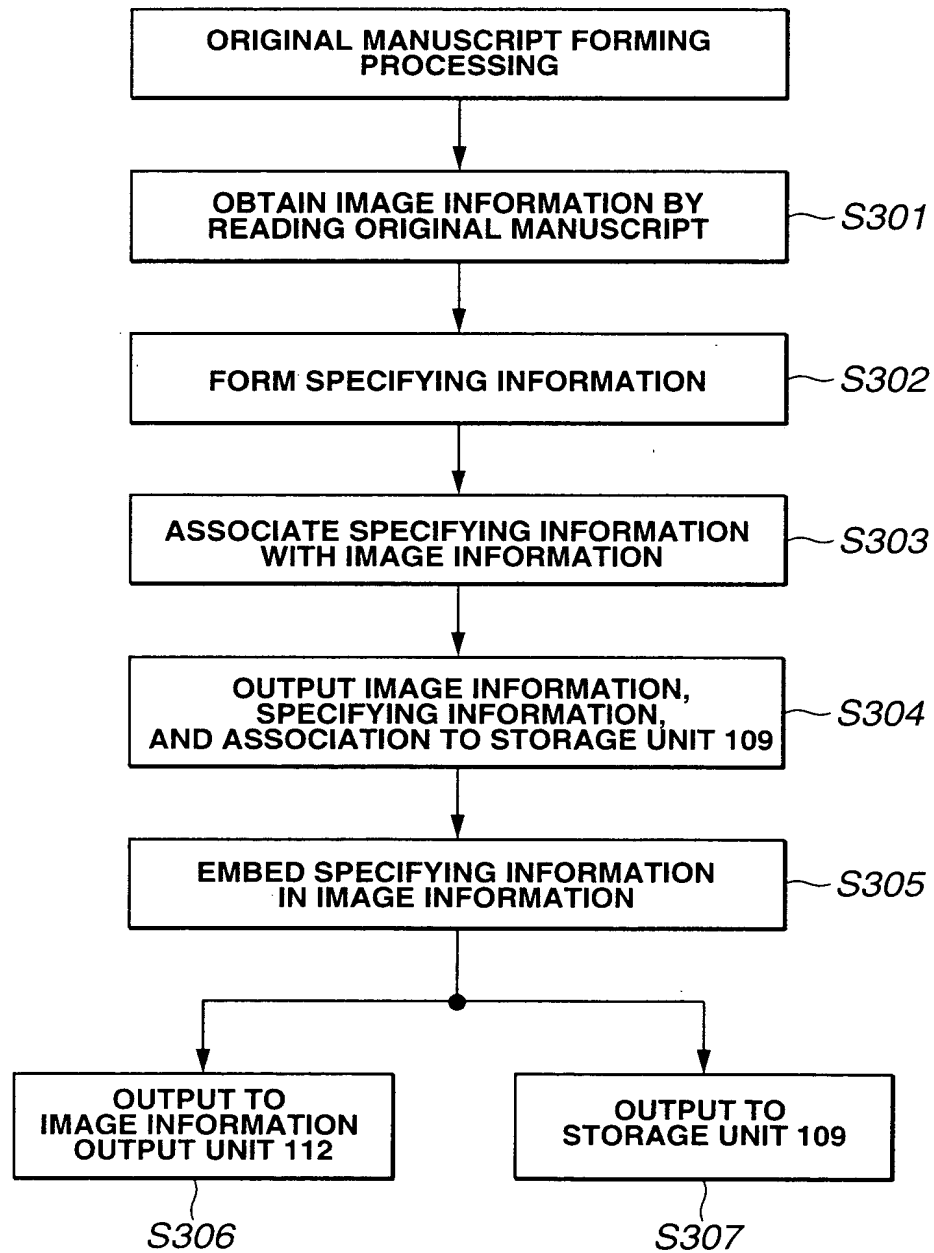 ORIGINAL MANUSCRIPT FORMING
PROCESSING
OBTAIN IMAGE INFORMATION BY
READING ORIGINAL MANUSCRIPT
S301
FORM SPECIFYING INFORMATION
S302
ASSOCIATE SPECIFYING INFORMATION
WITH IMAGE INFORMATION
S303
OUTPUT IMAGE INFORMATION,
SPECIFYING INFORMATION,
AND ASSOCIATION TO STORAGE UNIT 109
S304
EMBED SPECIFYING INFORMATION
IN IMAGE INFORMATION
S305
OUTPUT TO
IMAGE INFORMATION
OUTPUT UNIT 112
S306
OUTPUT TO
STORAGE UNIT 109
S307